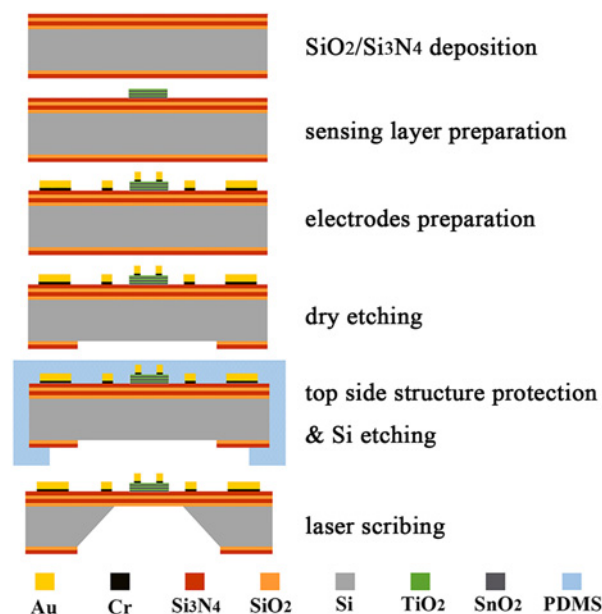 SiO2/Si3N4 deposition
sensing layer preparation
electrodes preparation
dry etching
top side structure protection
& Si etching
laser scribing
Au Cr Si3N4 SiO2 Si TiO2 SnO2 PDMS